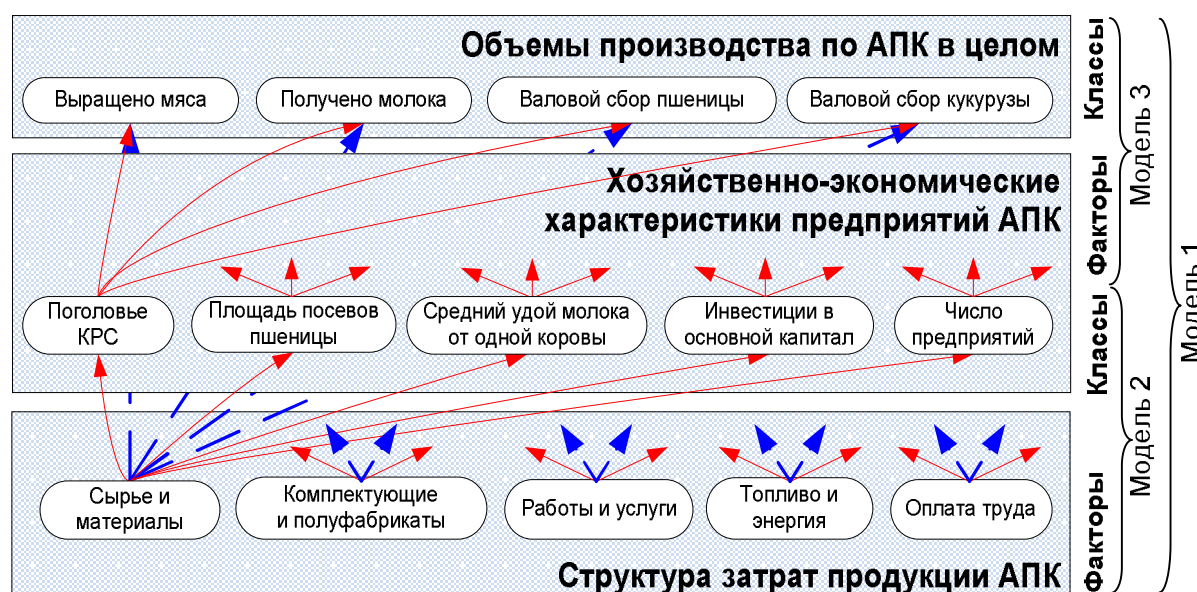 Объемы производства по АПК в целом
Выращено мяса
Получено молока
Валовой сбор пшеницы
Валовой сбор кукурузы
Классы
Хозяйственно-экономические
характеристики предприятий АПК
Факторы
Модель 3
Поголовье
КРС
Площадь посевов
пшеницы
Средний удой молока
от одной коровы
Инвестиции в
основной капитал
Число
предприятий
Классы
Модель 1
Модель 2
Сырье и
материалы
Комплектующие
и полуфабрикаты
Работы и услуги
Топливо и
энергия
Оплата труда
Факторы
Структура затрат продукции АПК